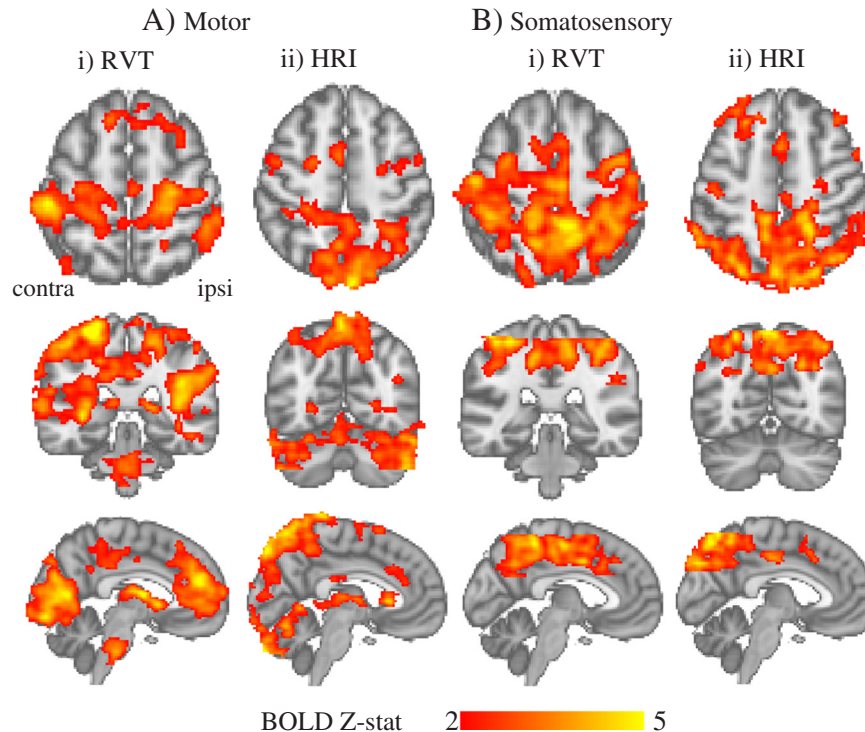 A) Motor B) Somatosensory
i) RVT ii) HRI i) RVT ii) HRI
contra ipsi
BOLD Z-stat 2 5